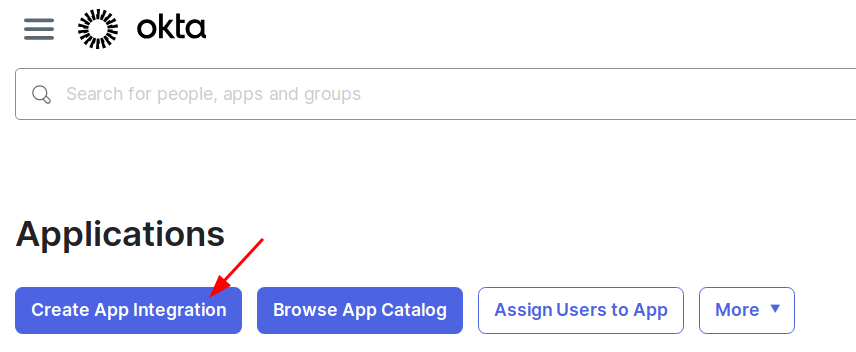 okta
Search for people, apps and groups
Applications
Create App Integration
Browse App Catalog
Assign Users to App
More